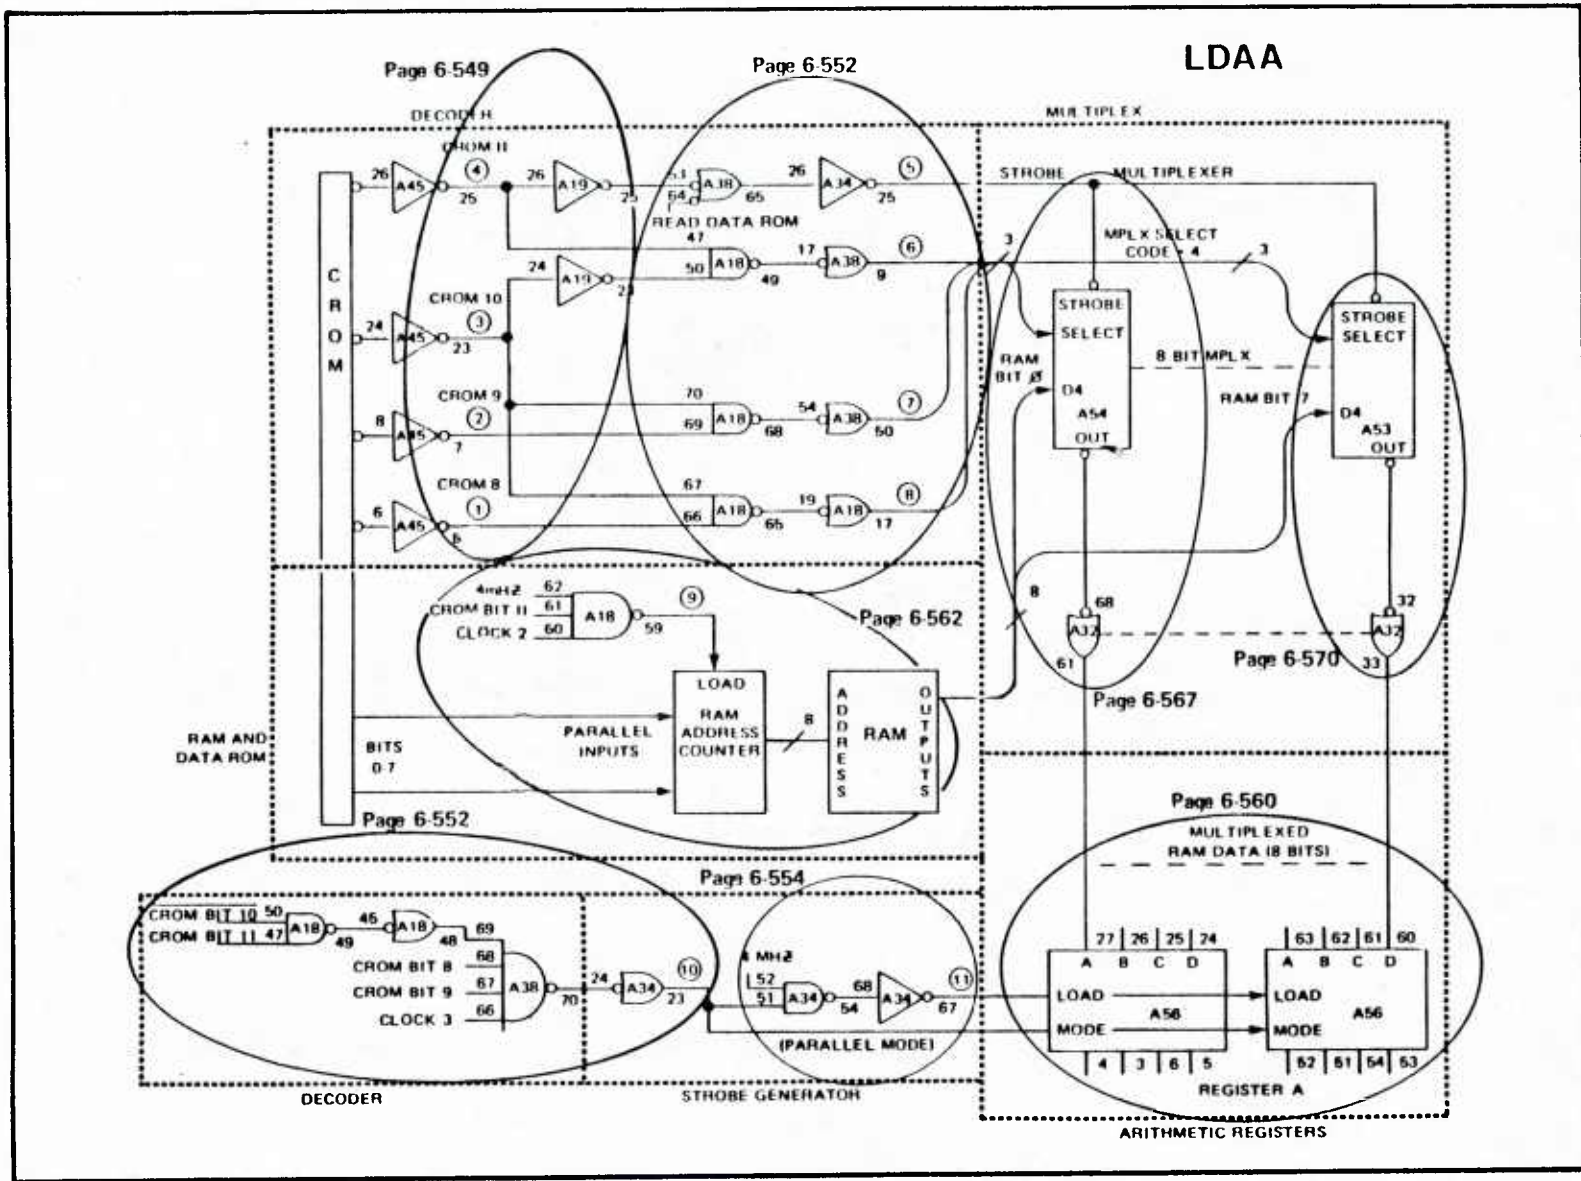 LDAA
Page 6-549
Page 6-552
DECODER
MULTIPLEX
CROM 11
26 A45 25
4
26 A19 25
53
64
A38 65
READ DATA ROM
26 A34 25
5
STROBE MULTIPLEXER
47
50 A18 49
17 A38 9
6
3
MPLX SELECT
CODE - 4
3
24 A19 23
CROM 10
24 A45 23
3
C
R
O
M
CROM 9
8 A45 7
2
70
69 A18 68
54 A38 50
7
CROM 8
6 A45 5
1
67
66 A18 65
19 A18 17
8
STROBE
SELECT
RAM
BIT Ø
D4
A54
OUT
8 BIT MPLX
STROBE
SELECT
RAM BIT 7
D4
A53
OUT
4mHZ 62
CROM BIT 11 61
CLOCK 2 60
A18 59
9
Page 6-562
8
68
A32
61
32
A32
33
Page 6-570
Page 6-567
RAM AND
DATA ROM
BITS
0-7
PARALLEL
INPUTS
LOAD
RAM
ADDRESS
COUNTER
8
ADDRESS
RAM
OUTPUTS
Page 6-552
Page 6-554
Page 6-560
MULTIPLEXED
RAM DATA (8 BITS)
CROM BIT 10 50
CROM BIT 11 47
A18 49
45 A18 48
69
CROM BIT 8 68
CROM BIT 9 67
CLOCK 3 66
A38 70
24 A34 23
10
4 MHZ
52
51
A34 54
68 A34 67
11
(PARALLEL MODE)
27 26 25 24
A B C D
LOAD
MODE
A56
4 3 6 5
63 62 61 60
A B C D
LOAD
MODE
A56
52 51 54 53
REGISTER A
DECODER
STROBE GENERATOR
ARITHMETIC REGISTERS